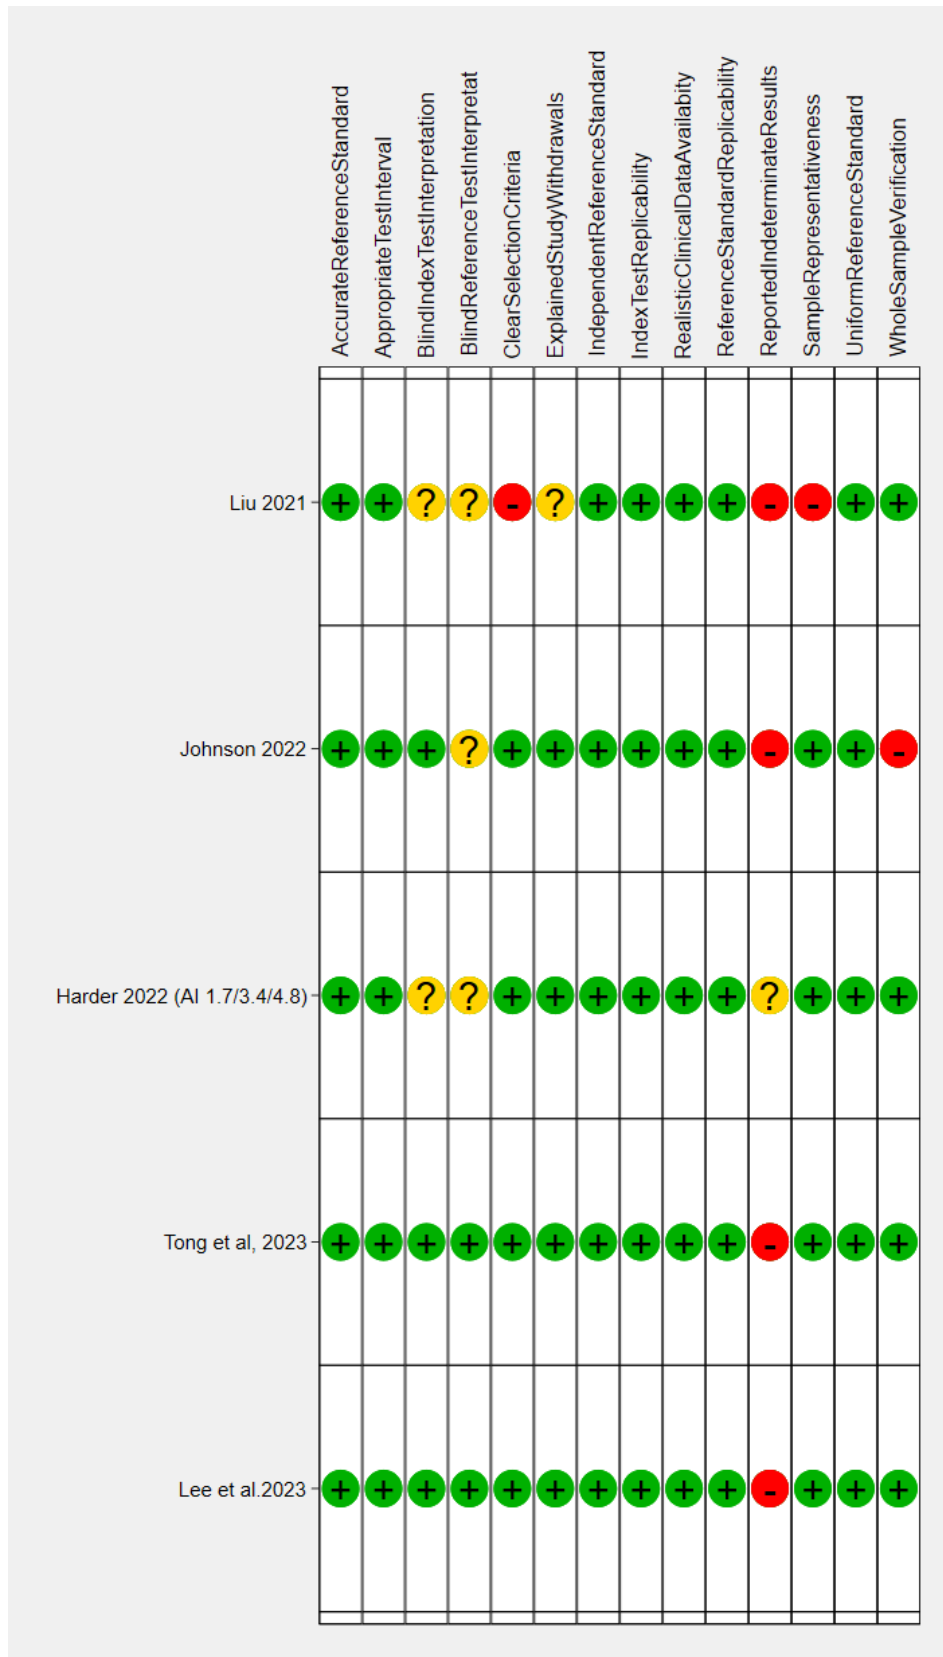 AccurateReferenceStandard
AppropriateTestInterval
BlindIndexTestInterpretation
BlindReferenceTestInterpretat
ClearSelectionCriteria
ExplainedStudyWithdrawals
IndependentReferenceStandard
IndexTestReplicability
RealisticClinicalDataAvailabity
ReferenceStandardReplicability
ReportedIndeterminateResults
SampleRepresentativeness
UniformReferenceStandard
WholeSampleVerification
Liu 2021 + + ? ? - ? + + + + - - + +
Johnson 2022 + + + ? + + + + + + - + + -
Harder 2022 (AI 1.7/3.4/4.8) + + ? ? + + + + + + ? + + +
Tong et al, 2023 + + + + + + + + + + - + + +
Lee et al.2023 + + + + + + + + + + - + + +